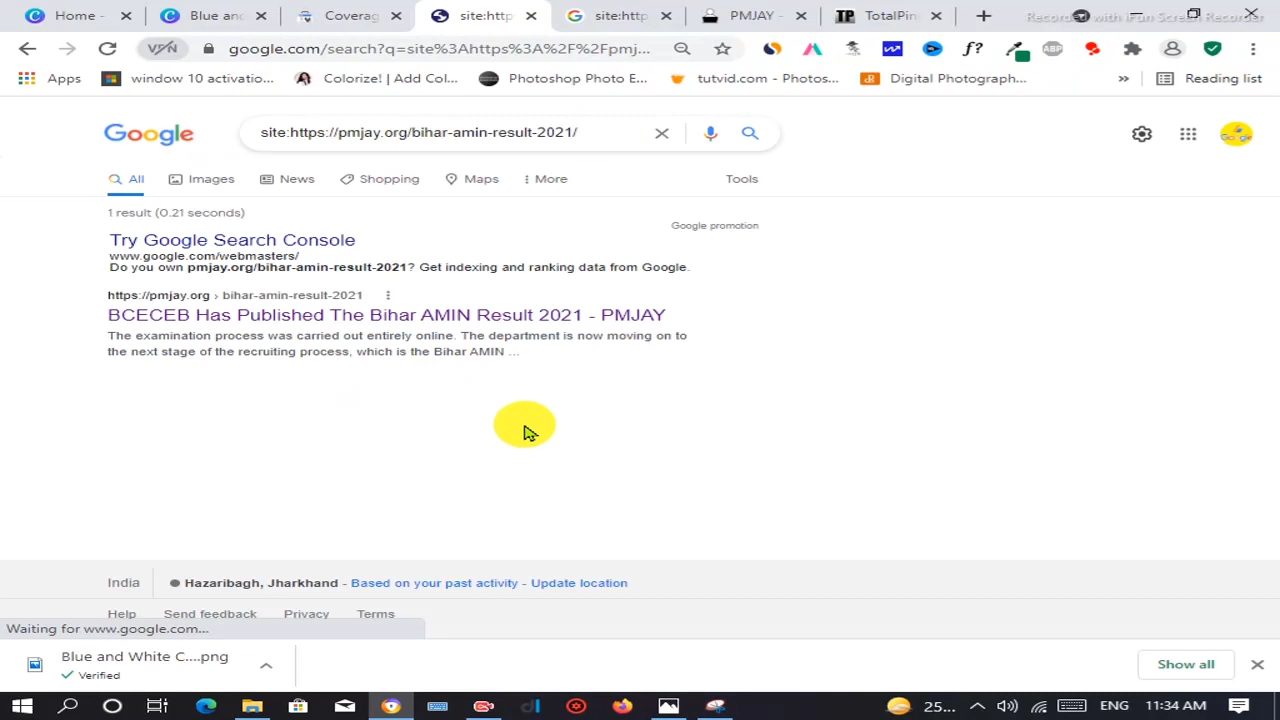 Home -
Blue and
Coverag
site:http
site:http
PMJAY -
TotalPin
Recorded with iFun Screen Recorder
VPN
google.com/search?q=site%3Ahttps%3A%2F%2Fpmj...
ABP
Apps
window 10 activatio...
Colorize! | Add Col...
Photoshop Photo E...
tutvid.com - Photos...
Digital Photograph...
»
Reading list
Google
site:https://pmjay.org/bihar-amin-result-2021/
All
Images
News
Shopping
Maps
More
Tools
1 result (0.21 seconds)
Google promotion
Try Google Search Console
www.google.com/webmasters/
Do you own pmjay.org/bihar-amin-result-2021? Get indexing and ranking data from Google.
https://pmjay.org › bihar-amin-result-2021
BCECEB Has Published The Bihar AMIN Result 2021 - PMJAY
The examination process was carried out entirely online. The department is now moving on to
the next stage of the recruiting process, which is the Bihar AMIN ...
India
Hazaribagh, Jharkhand - Based on your past activity - Update location
Help
Send feedback
Privacy
Terms
Waiting for www.google.com...
Blue and White C....png
Verified
Show all
25...
ENG
11:34 AM